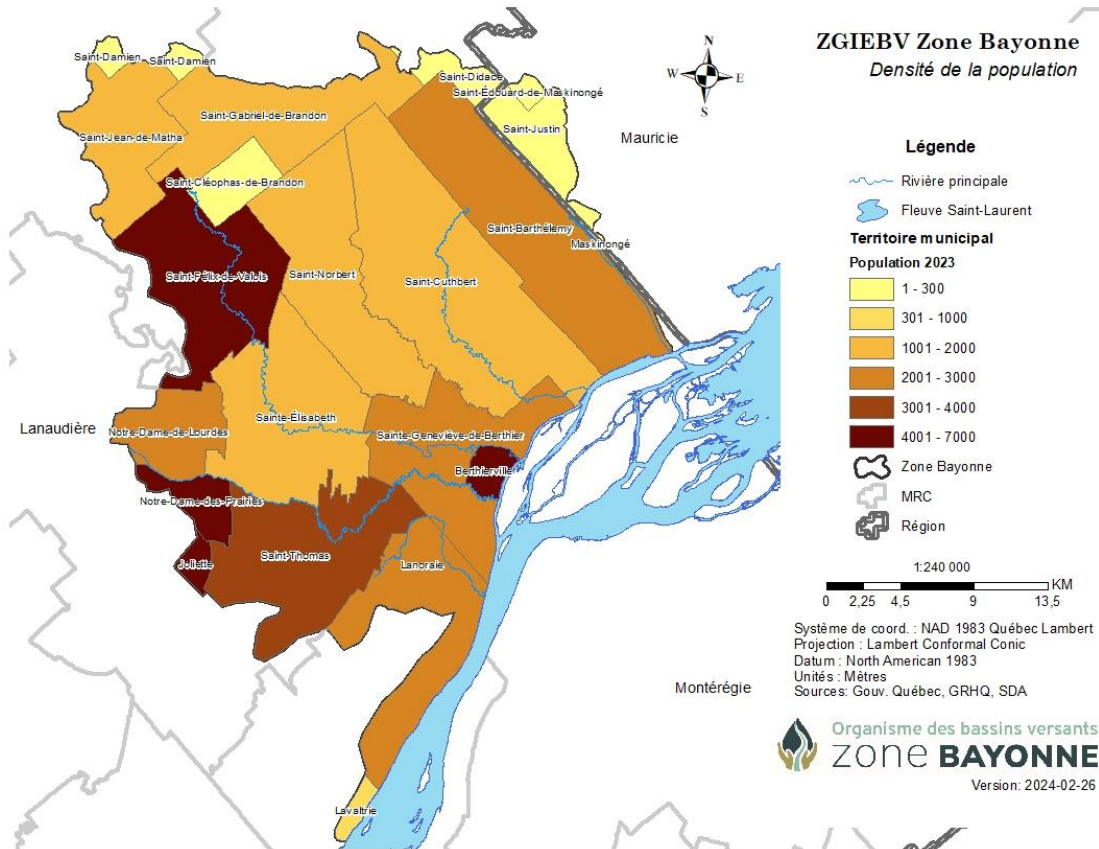 ZGIEBV Zone Bayonne
Densité de la population
N
W
E
S
Légende
Rivière principale
Fleuve Saint-Laurent
Territoire municipal
Population 2023
1 - 300
301 - 1000
1001 - 2000
2001 - 3000
3001 - 4000
4001 - 7000
Zone Bayonne
MRC
Région
1:240 000
KM
0 2,25 4,5 9 13,5
Système de coord. : NAD 1983 Québec Lambert
Projection : Lambert Conformal Conic
Datum : North American 1983
Unités : Mètres
Sources: Gouv. Québec, GRHQ, SDA
Organisme des bassins versants
zone BAYONNE
Version: 2024-02-26
Saint-Damien
Saint-Damien
Saint-Didace
Saint-Édouard-de-Maskinongé
Saint-Gabriel-de-Brandon
Saint-Justin
Saint-Jean-de-Matha
Mauricie
Saint-Cléophas-de-Brandon
Saint-Barthélemy
Maskinongé
Saint-Félix-de-Valois
Saint-Norbert
Saint-Cuthbert
Sainte-Élisabeth
Lanaudière
Notre-Dame-de-Lourdes
Sainte-Geneviève-de-Berthier
Berthierville
Notre-Dame-des-Prairies
Saint-Thomas
Joliette
Lanoraie
Montérégie
Lavaltrie